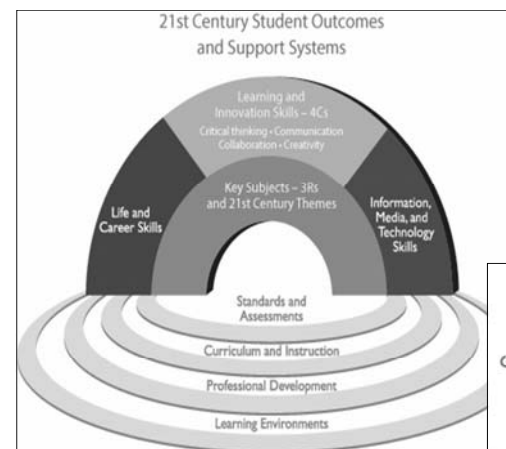 21st Century Student Outcomes
and Support Systems
Learning and
Innovation Skills – 4Cs
Critical thinking • Communication
Collaboration • Creativity
Key Subjects – 3Rs
and 21st Century Themes
Life and
Career Skills
Information,
Media, and
Technology
Skills
Standards and
Assessments
Curriculum and Instruction
Professional Development
Learning Environments